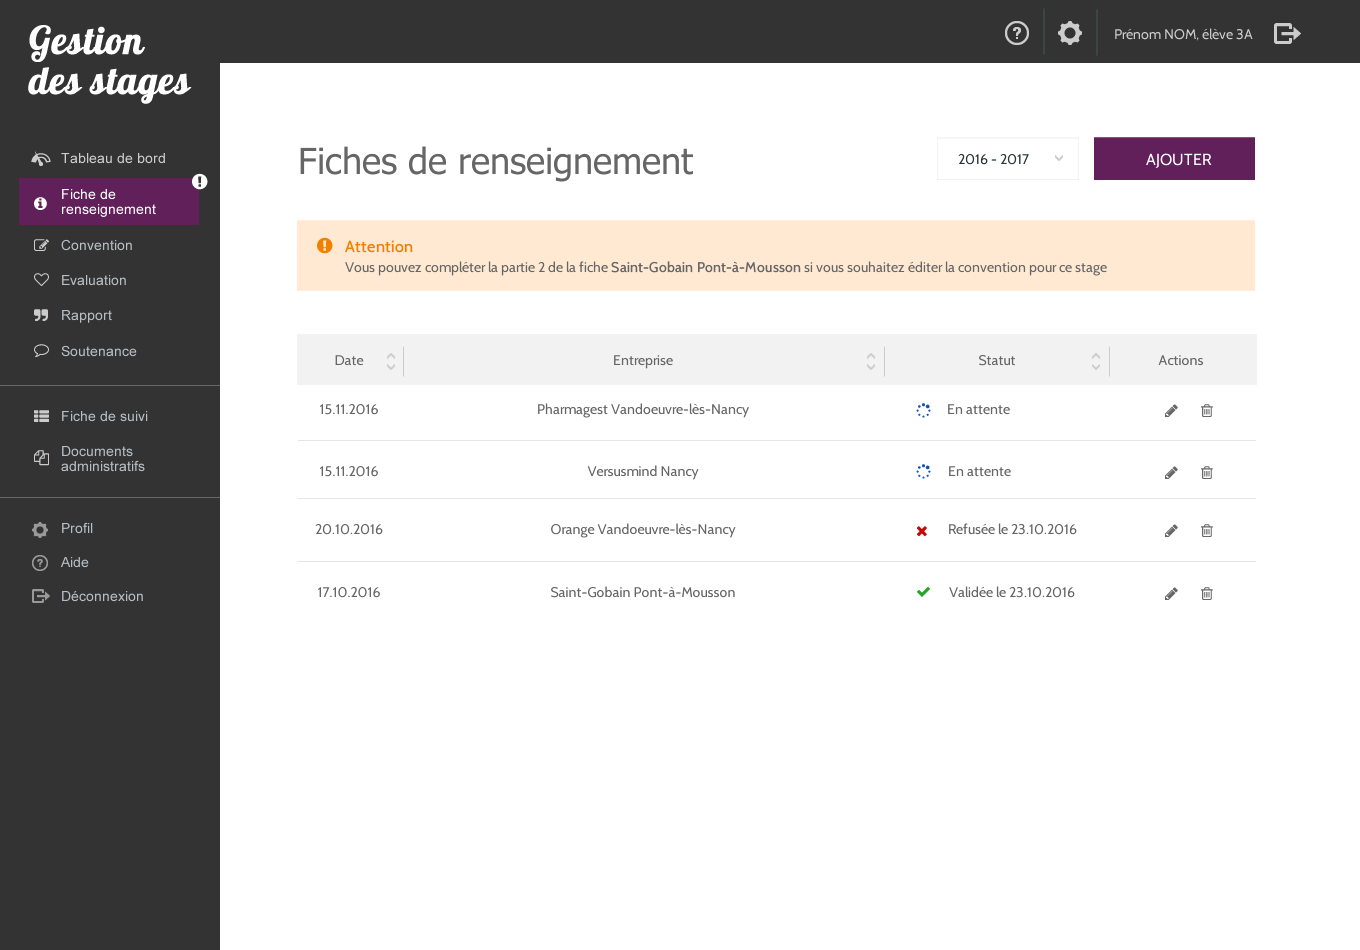 Gestion
des stages
Prénom NOM, élève 3A
Tableau de bord
Fiche de
renseignement
Convention
Evaluation
Rapport
Soutenance
Fiche de suivi
Documents
administratifs
Profil
Aide
Déconnexion
Fiches de renseignement
2016 - 2017
AJOUTER
Attention
Vous pouvez compléter la partie 2 de la fiche Saint-Gobain Pont-à-Mousson si vous souhaitez éditer la convention pour ce stage
Date Entreprise Statut Actions
15.11.2016 Pharmagest Vandoeuvre-lès-Nancy En attente
15.11.2016 Versusmind Nancy En attente
20.10.2016 Orange Vandoeuvre-lès-Nancy Refusée le 23.10.2016
17.10.2016 Saint-Gobain Pont-à-Mousson Validée le 23.10.2016